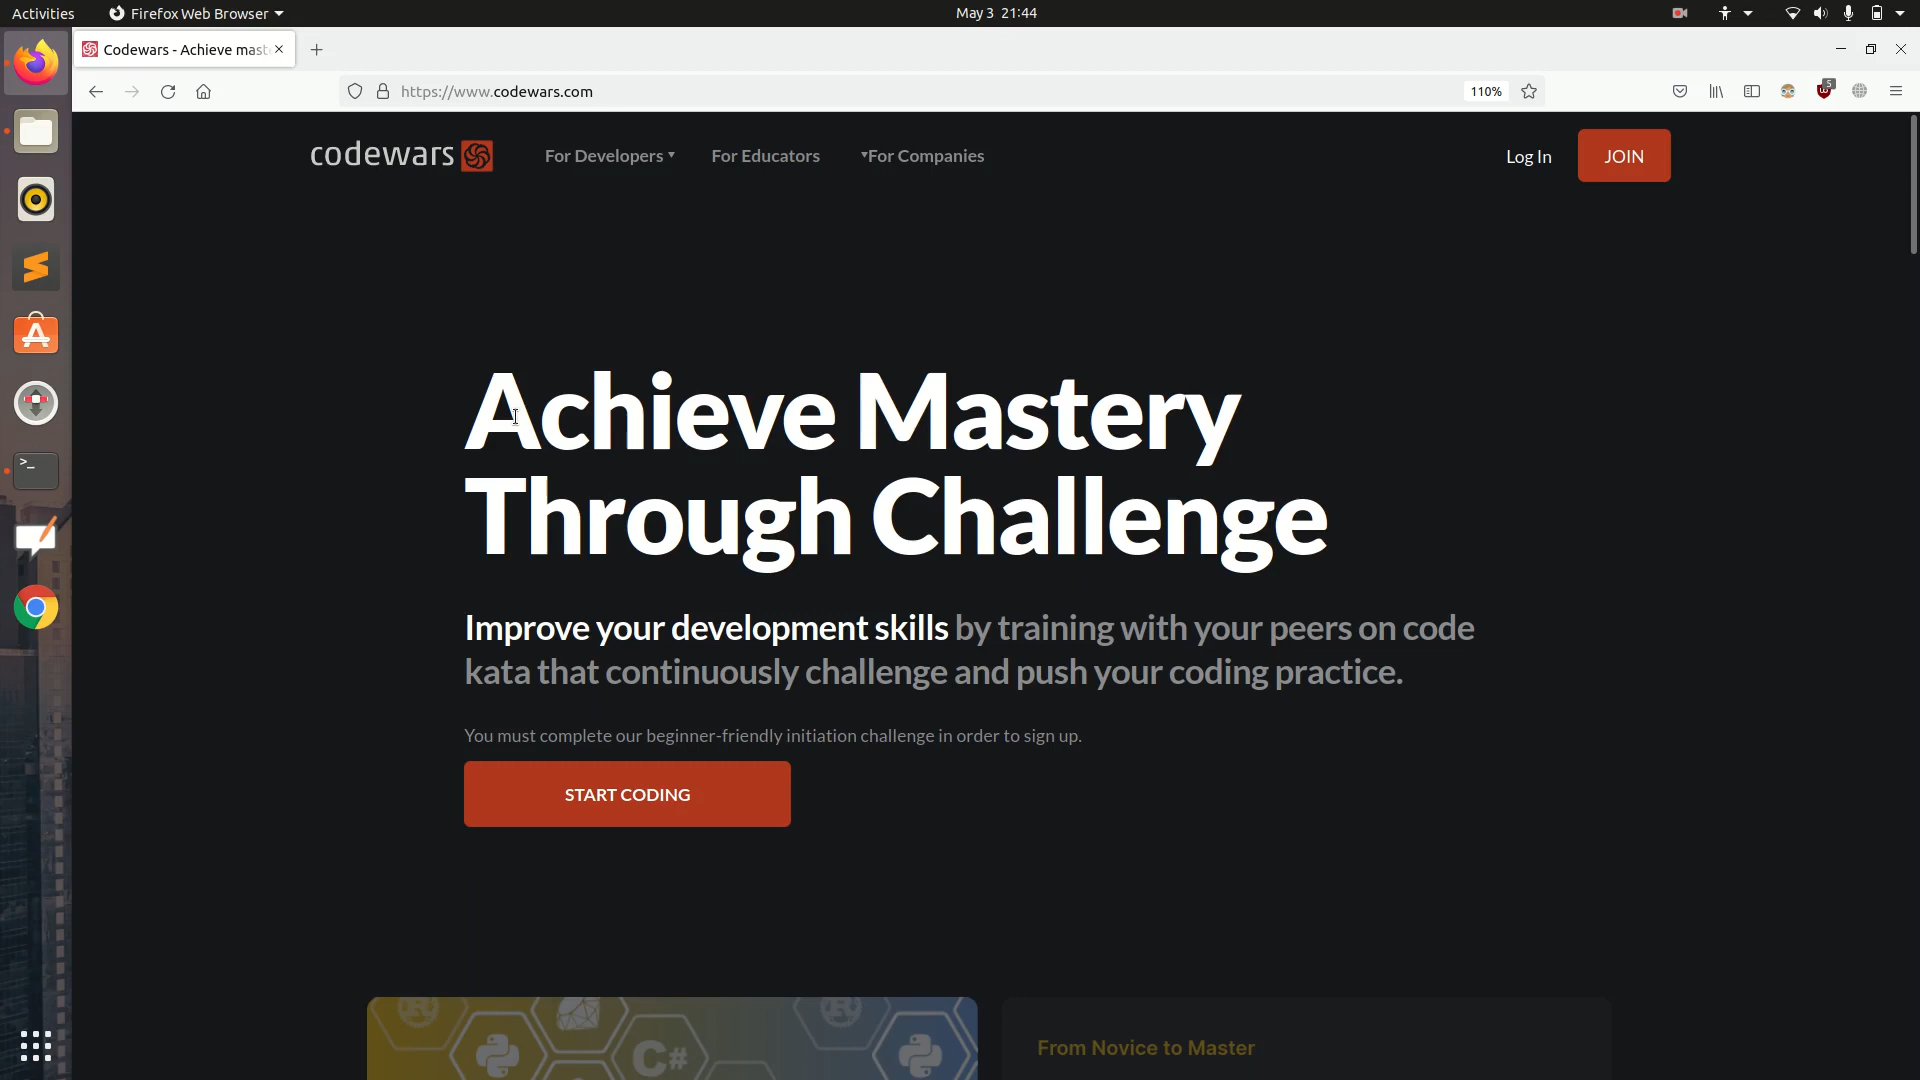 Activities
Firefox Web Browser
May 3 21:44
Codewars - Achieve mast
https://www.codewars.com
110%
5
codewars
For Developers
For Educators
For Companies
Log In
JOIN
Achieve Mastery
Through Challenge
Improve your development skills by training with your peers on code
kata that continuously challenge and push your coding practice.
You must complete our beginner-friendly initiation challenge in order to sign up.
START CODING
C#
From Novice to Master